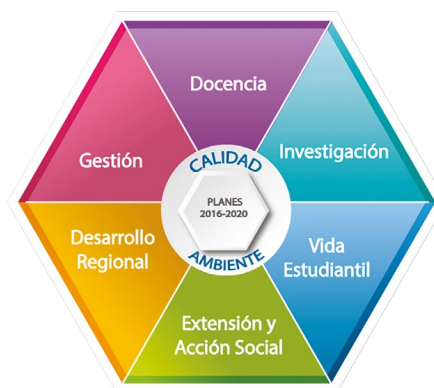 Docencia
Investigación
Vida
Estudiantil
Extensión y
Acción Social
Desarrollo
Regional
Gestión
CALIDAD
PLANES
2016-2020
AMBIENTE